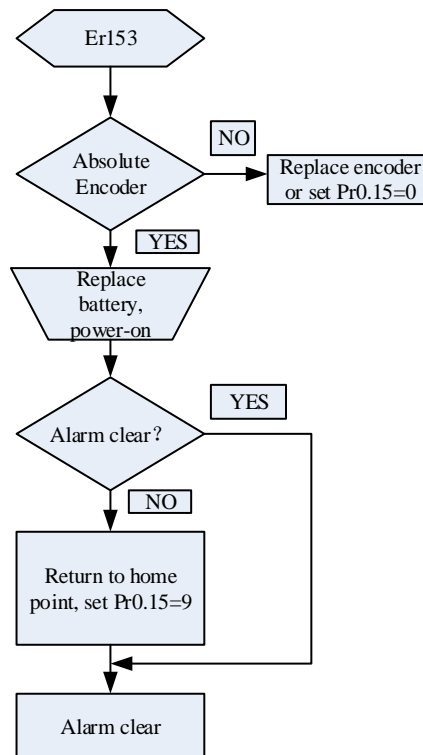 Er153
NO
Absolute
Encoder
Replace encoder
or set Pr0.15=0
YES
Replace
battery,
power-on
YES
Alarm clear?
NO
Return to home
point, set Pr0.15=9
Alarm clear